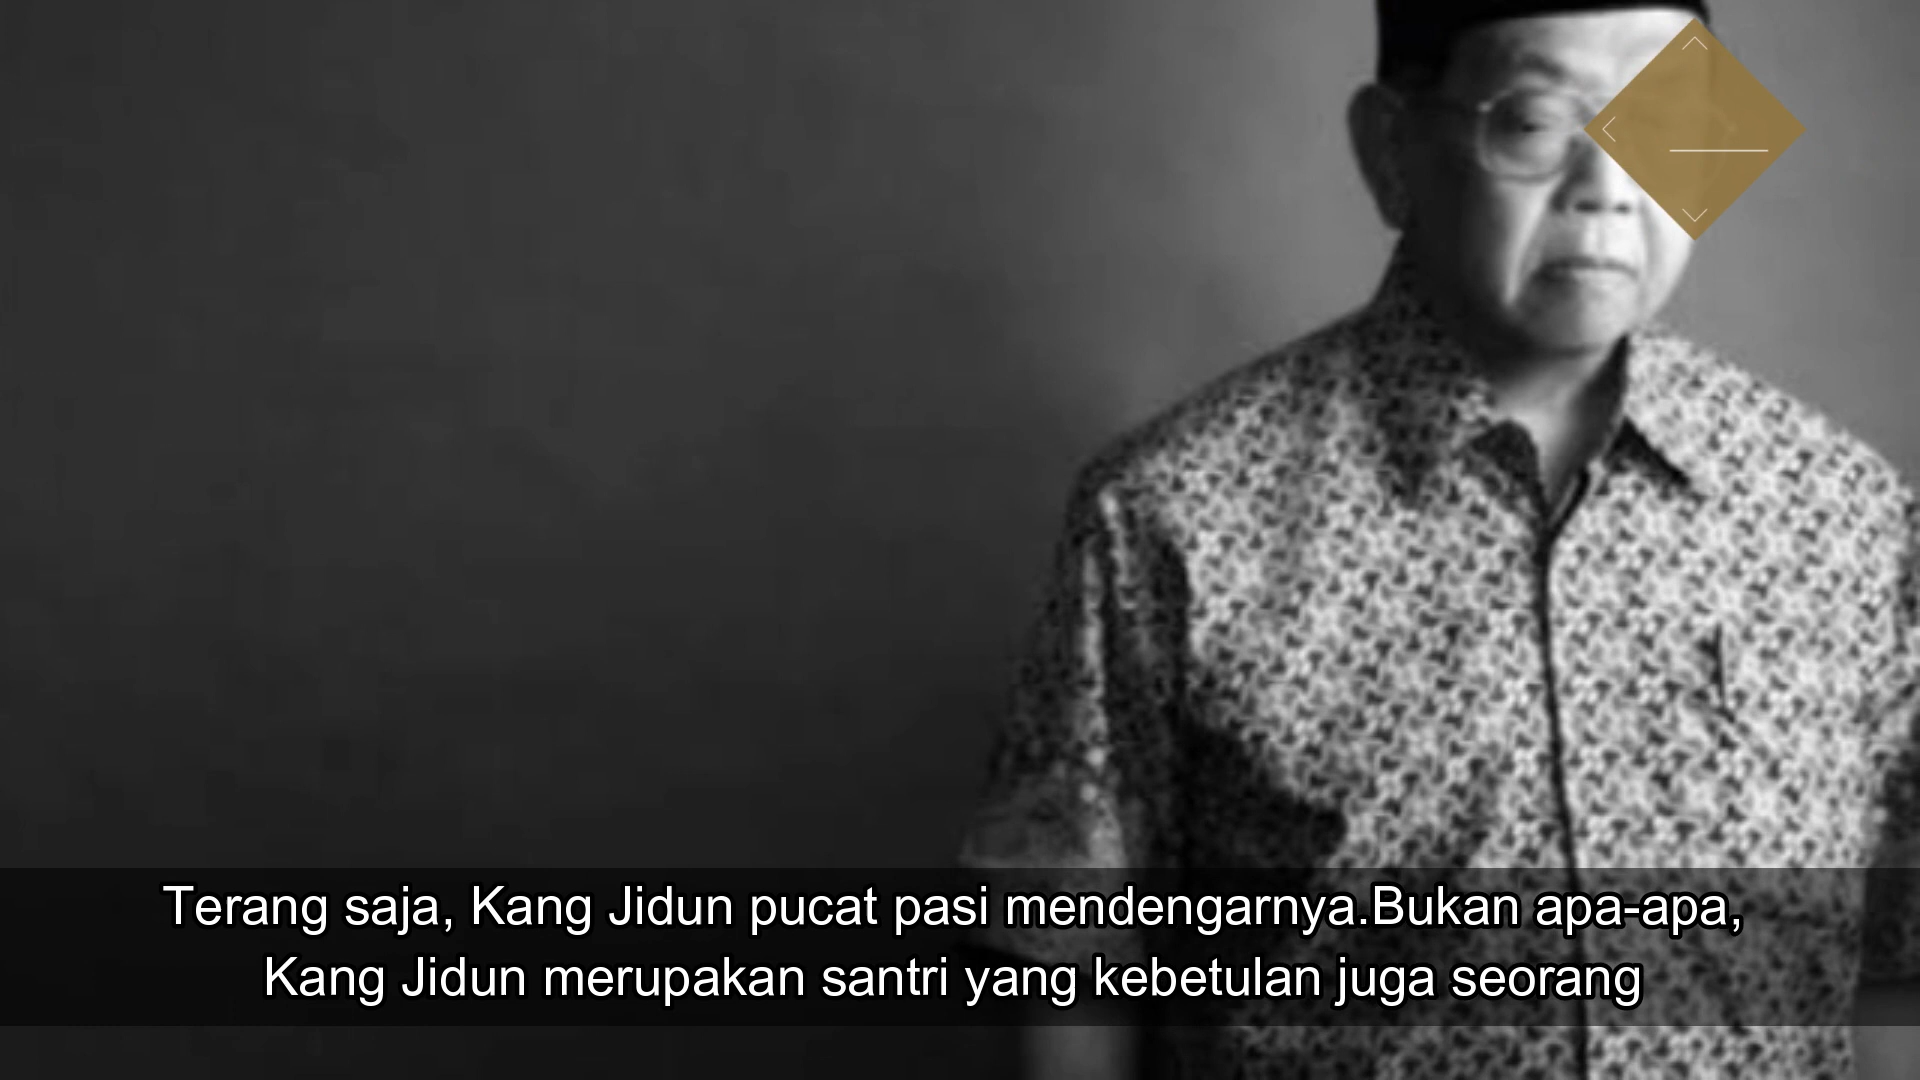 Terang saja, Kang Jidun pucat pasi mendengarnya.Bukan apa-apa,
Kang Jidun merupakan santri yang kebetulan juga seorang